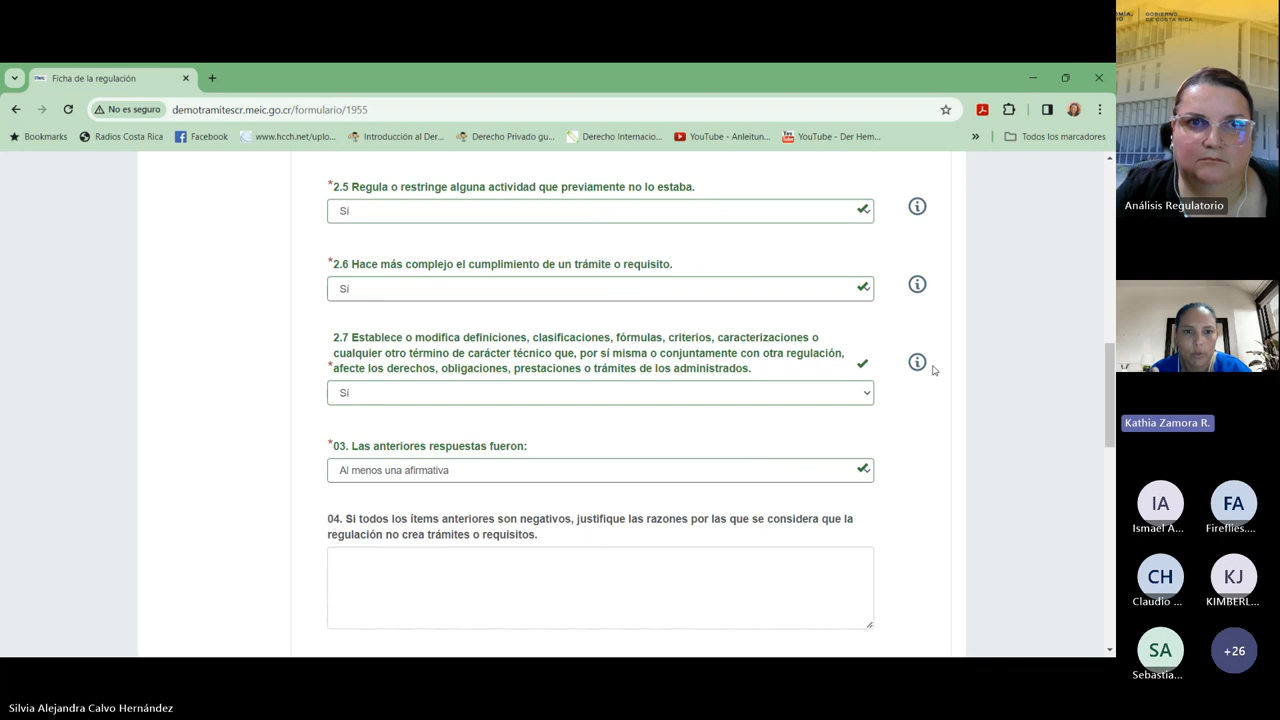 Ficha de la regulación
No es seguro
demotramitescr.meic.go.cr/formulario/1955
Bookmarks
Radios Costa Rica
Facebook
www.hcch.net/uplo...
Introducción al Der...
Derecho Privado gu...
Derecho Internacio...
YouTube - Anleitun...
YouTube - Der Hem...
»
Todos los marcadores
*2.5 Regula o restringe alguna actividad que previamente no lo estaba.
Sí
*2.6 Hace más complejo el cumplimiento de un trámite o requisito.
Sí
2.7 Establece o modifica definiciones, clasificaciones, fórmulas, criterios, caracterizaciones o
cualquier otro término de carácter técnico que, por sí misma o conjuntamente con otra regulación,
*afecte los derechos, obligaciones, prestaciones o trámites de los administrados.
Sí
*03. Las anteriores respuestas fueron:
Al menos una afirmativa
04. Si todos los ítems anteriores son negativos, justifique las razones por las que se considera que la
regulación no crea trámites o requisitos.
GOBIERNO
DE COSTA RICA
Análisis Regulatorio
Kathia Zamora R.
IA
FA
Ismael A...
Fireflies....
CH
KJ
Claudio ...
KIMBERL...
SA
+26
Sebastia...
Silvia Alejandra Calvo Hernández